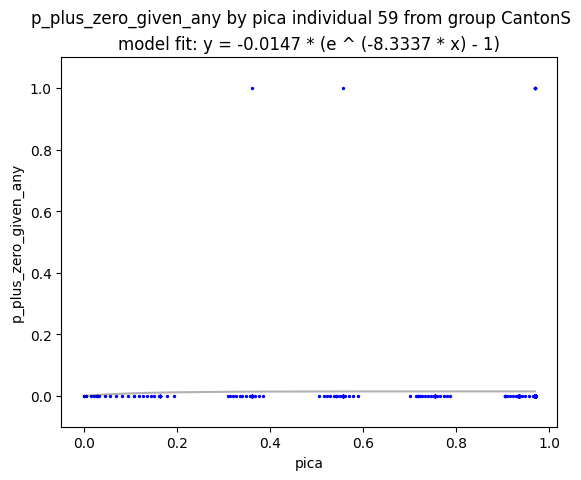 p_plus_zero_given_any by pica individual 59 from group CantonS
model fit: y = -0.0147 * (e ^ (-8.3337 * x) - 1)
p_plus_zero_given_any
1.0
0.8
0.6
0.4
0.2
0.0
0.0 0.2 0.4 0.6 0.8 1.0
pica